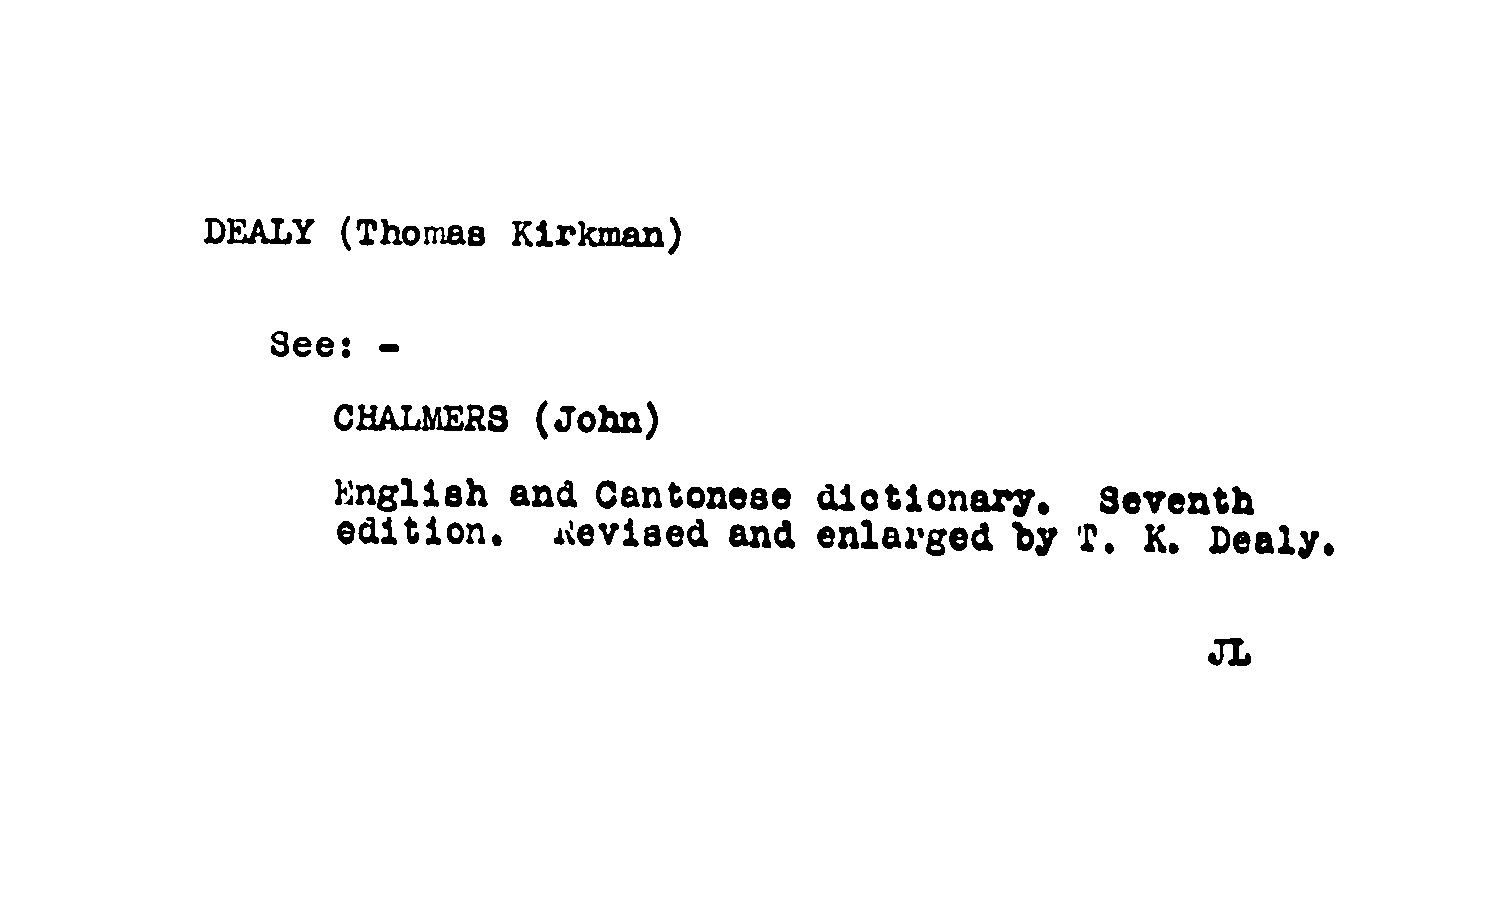 DEALY (Thomas Kirkman)
See: -
CHALMERS (John)
English and Cantonese dictionary. Seventh
edition. Revised and enlarged by T. K. Dealy.
JL